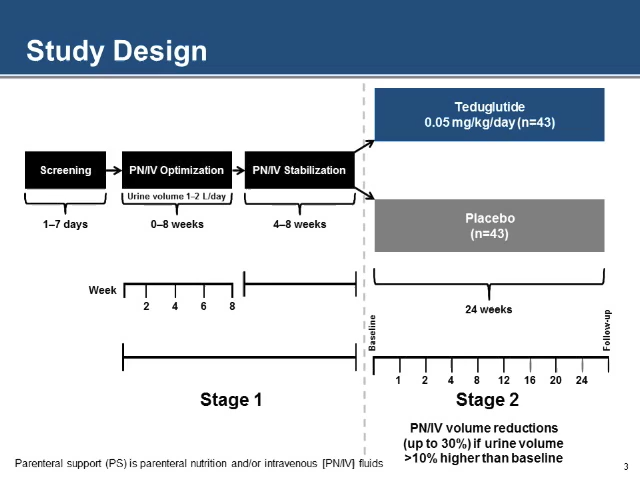 Study Design
Teduglutide
0.05 mg/kg/day (n=43)
Screening
PN/IV Optimization
PN/IV Stabilization
Urine volume 1–2 L/day
1–7 days
0–8 weeks
4–8 weeks
Placebo
(n=43)
Week
2 4 6 8
24 weeks
Baseline
Follow-up
1 2 4 8 12 16 20 24
Stage 1
Stage 2
PN/IV volume reductions
(up to 30%) if urine volume
>10% higher than baseline
Parenteral support (PS) is parenteral nutrition and/or intravenous [PN/IV] fluids
3